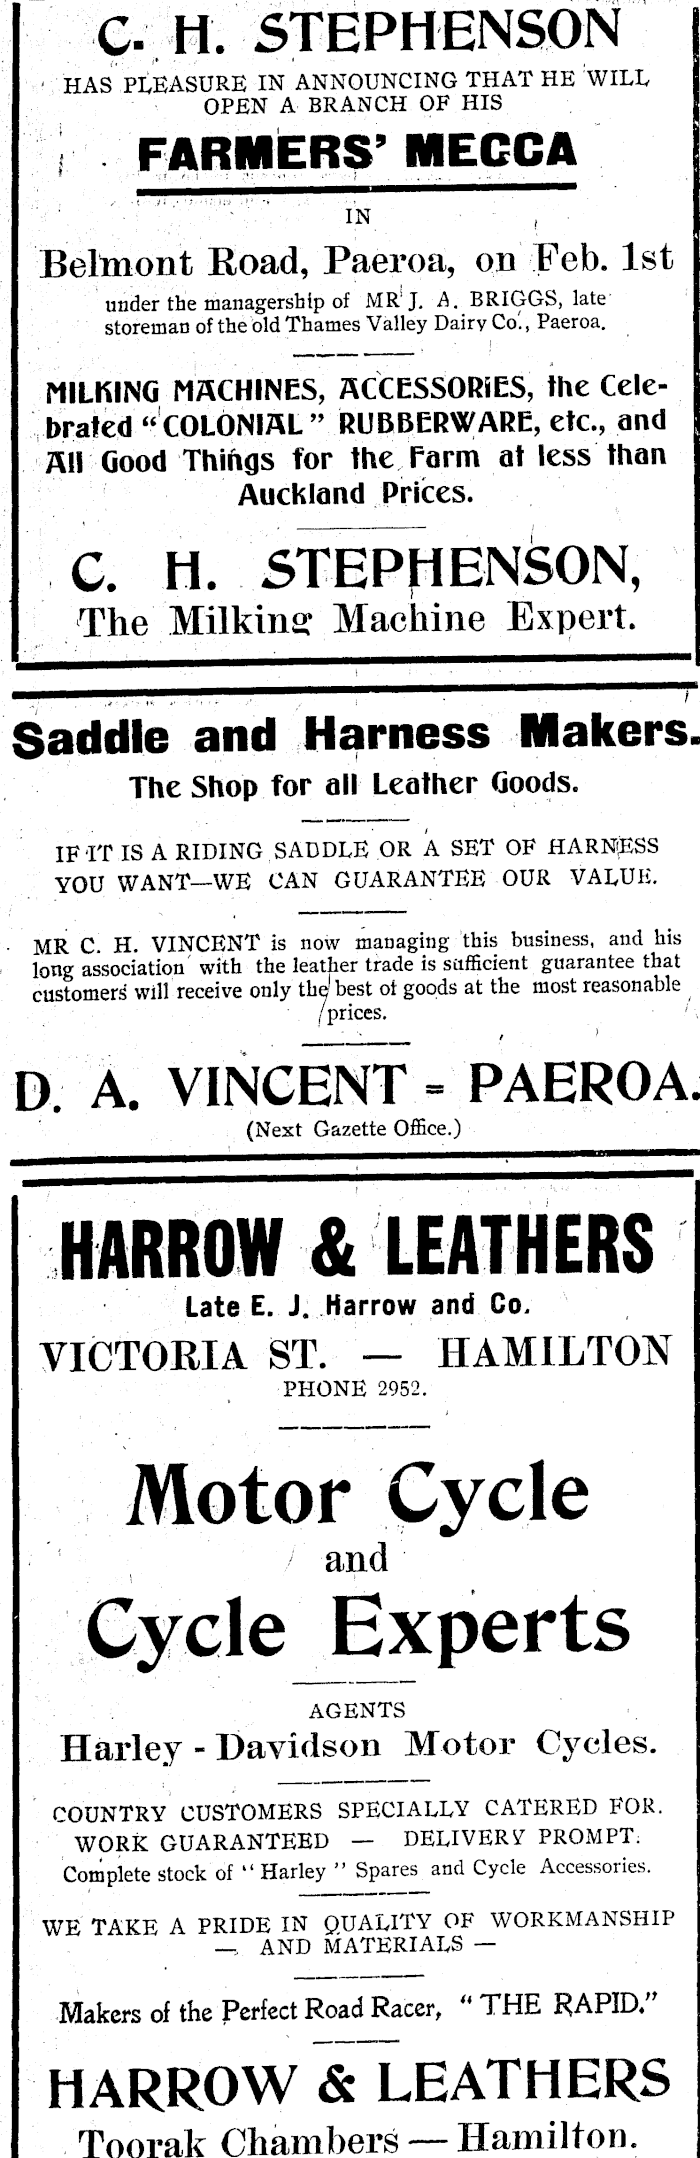 C. H. STEPHENSON
HAS PLEASURE IN ANNOUNCING THAT HE WILL
OPEN A BRANCH OF HIS
FARMERS' MECCA
IN
Belmont Road, Paeroa, on Feb. 1st
under the managership of MR J. A. BRIGGS, late
storeman of the old Thames Valley Dairy Co., Paeroa.
MILKING MACHINES, ACCESSORIES, the Cele-
brated "COLONIAL" RUBBERWARE, etc., and
All Good Things for the Farm at less than
Auckland Prices.
C. H. STEPHENSON,
The Milking Machine Expert.
Saddle and Harness Makers.
The Shop for all Leather Goods.
IF IT IS A RIDING SADDLE OR A SET OF HARNESS
YOU WANT—WE CAN GUARANTEE OUR VALUE.
MR C. H. VINCENT is now managing this business, and his
long association with the leather trade is sufficient guarantee that
customers will receive only the best of goods at the most reasonable
prices.
D. A. VINCENT - PAEROA.
(Next Gazette Office.)
HARROW & LEATHERS
Late E. J. Harrow and Co.
VICTORIA ST. — HAMILTON
PHONE 2952.
Motor Cycle
and
Cycle Experts
AGENTS
Harley - Davidson Motor Cycles.
COUNTRY CUSTOMERS SPECIALLY CATERED FOR.
WORK GUARANTEED — DELIVERY PROMPT.
Complete stock of "Harley" Spares and Cycle Accessories.
WE TAKE A PRIDE IN QUALITY OF WORKMANSHIP
— AND MATERIALS —
Makers of the Perfect Road Racer, "THE RAPID."
HARROW & LEATHERS
Toorak Chambers — Hamilton.